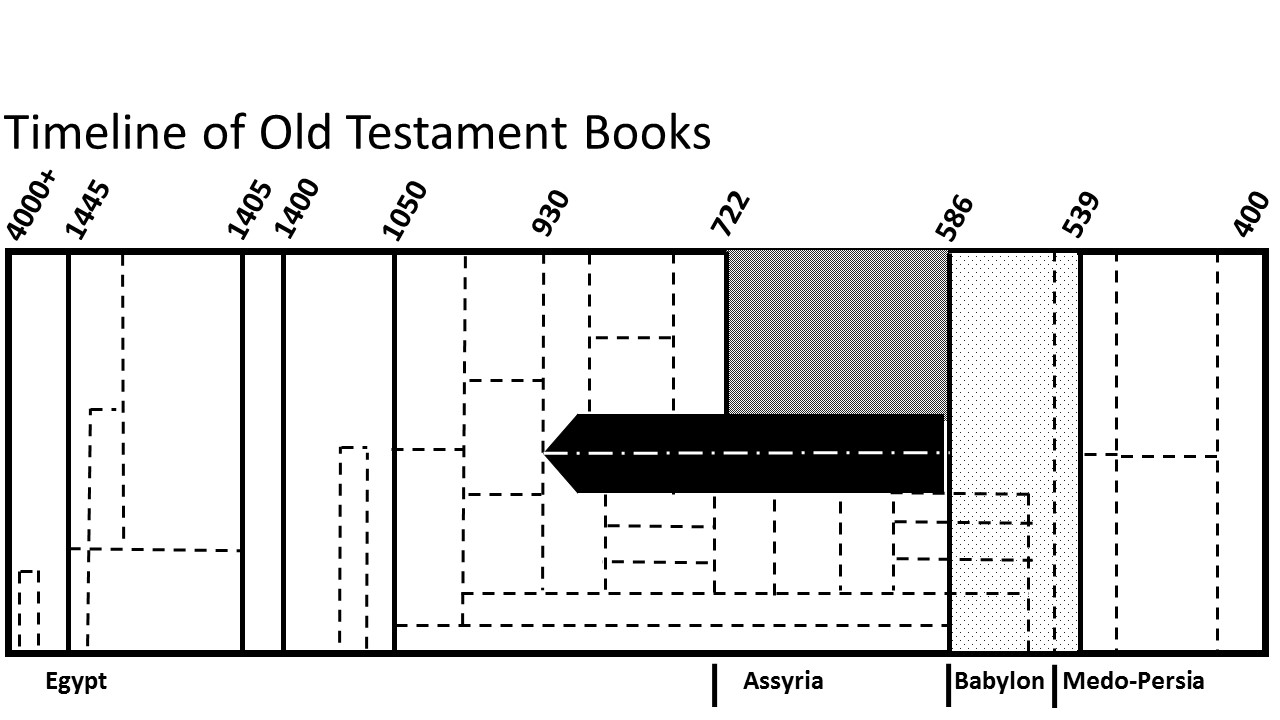 Timeline of Old Testament Books
4000+ 1445 1405 1400 1050 930 722 586 539 400
Egypt Assyria Babylon Medo-Persia